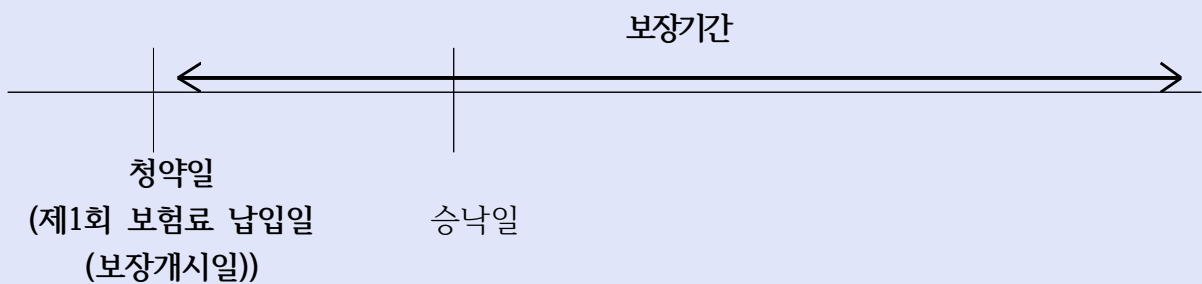 보장기간
청약일
(제1회 보험료 납입일
(보장개시일))
승낙일